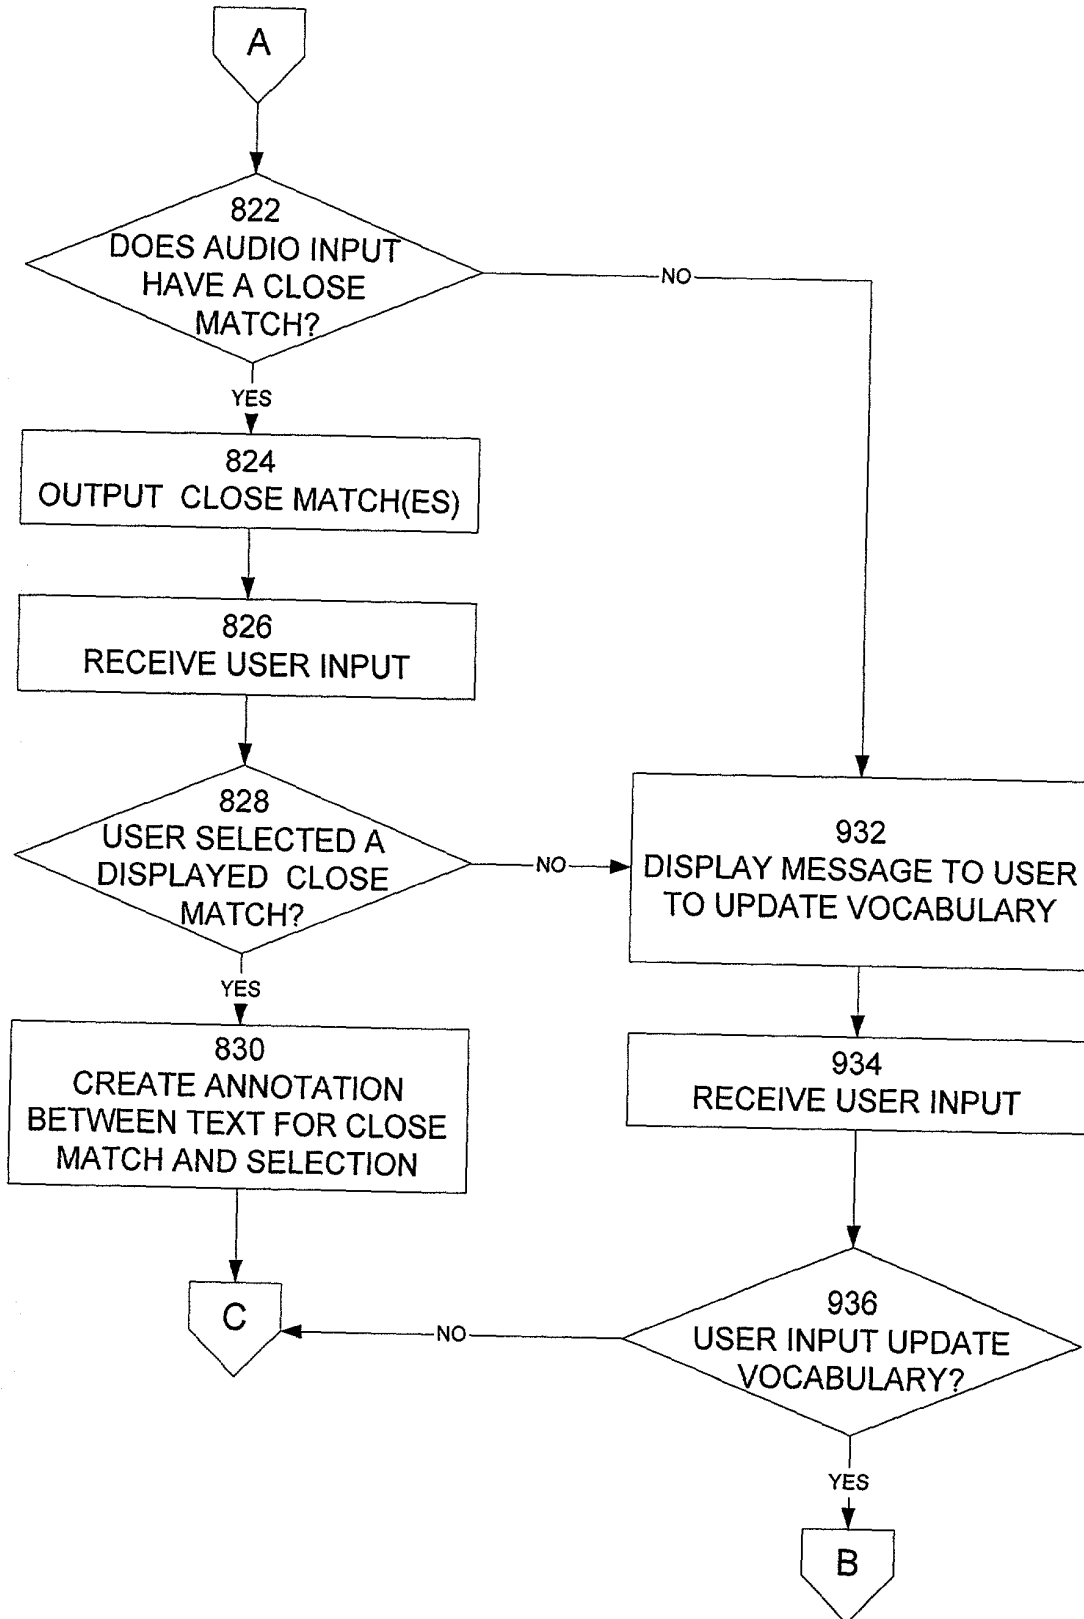 A
822
DOES AUDIO INPUT
HAVE A CLOSE
MATCH?
NO
YES
824
OUTPUT CLOSE MATCH(ES)
826
RECEIVE USER INPUT
828
USER SELECTED A
DISPLAYED CLOSE
MATCH?
NO
932
DISPLAY MESSAGE TO USER
TO UPDATE VOCABULARY
YES
830
CREATE ANNOTATION
BETWEEN TEXT FOR CLOSE
MATCH AND SELECTION
934
RECEIVE USER INPUT
C
NO
936
USER INPUT UPDATE
VOCABULARY?
YES
B